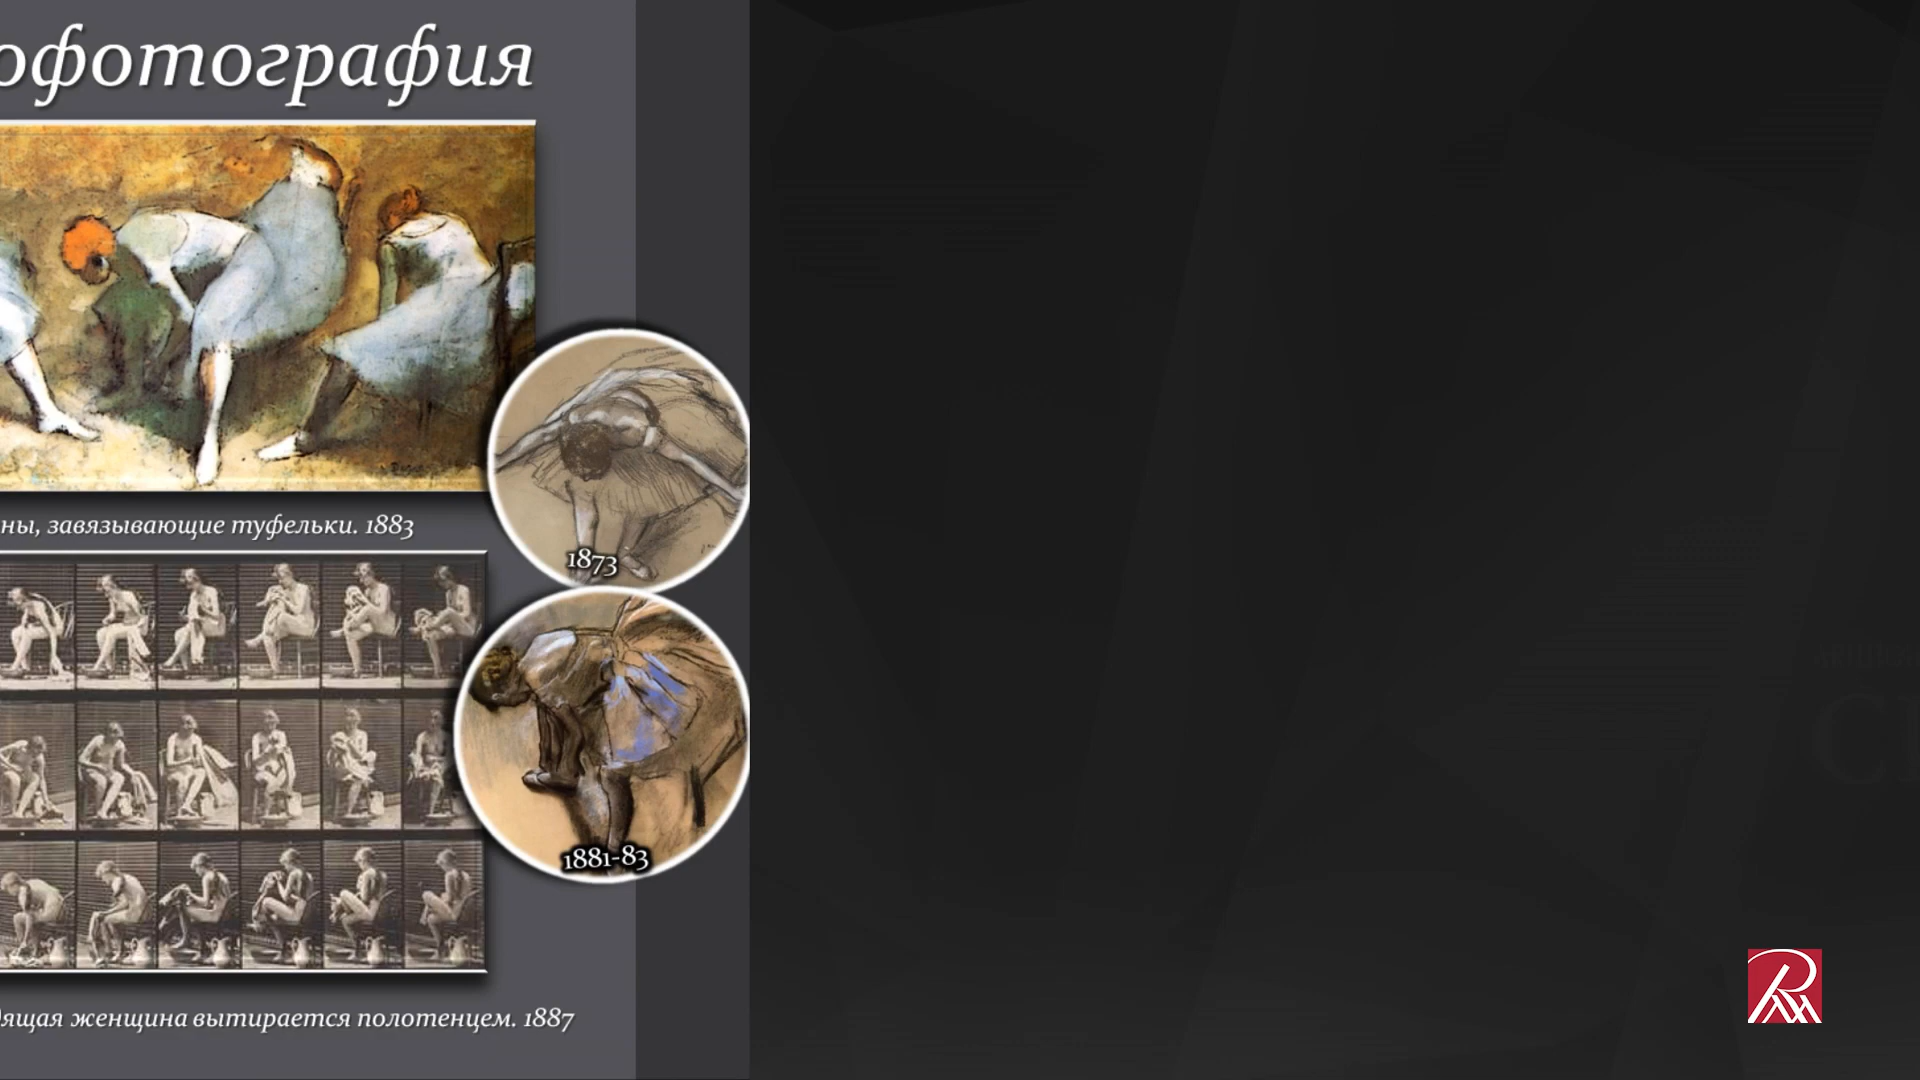 офотография
ны, завязывающие туфельки. 1883
1873
1881-83
ящая женщина вытирается полотенцем. 1887